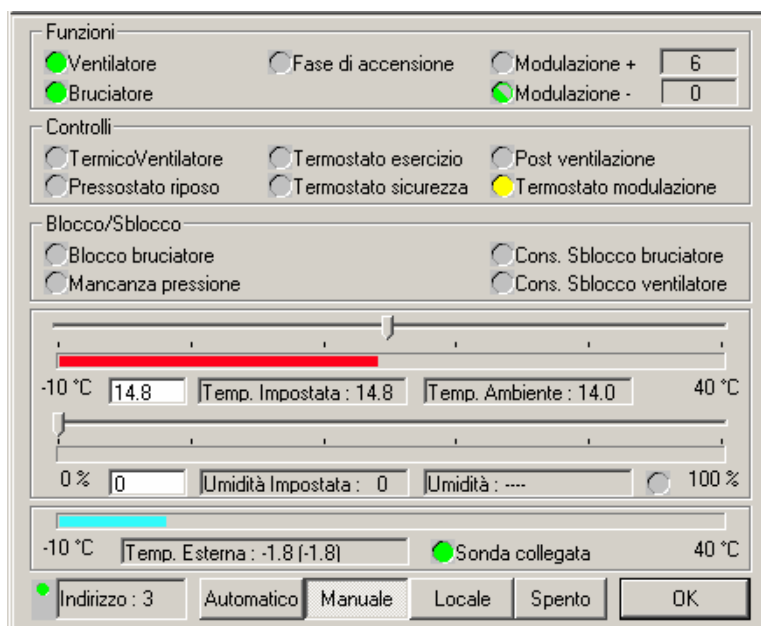 Funzioni
Ventilatore Fase di accensione Modulazione + 6
Bruciatore Modulazione - 0
Controlli
TermicoVentilatore Termostato esercizio Post ventilazione
Pressostato riposo Termostato sicurezza Termostato modulazione
Blocco/Sblocco
Blocco bruciatore Cons. Sblocco bruciatore
Mancanza pressione Cons. Sblocco ventilatore
-10 °C 14.8 Temp. Impostata : 14.8 Temp. Ambiente : 14.0 40 °C
0 % 0 Umidità Impostata : 0 Umidità : ---- 100 %
-10 °C Temp. Esterna : -1.8 (-1.8) Sonda collegata 40 °C
Indirizzo : 3 Automatico Manuale Locale Spento OK